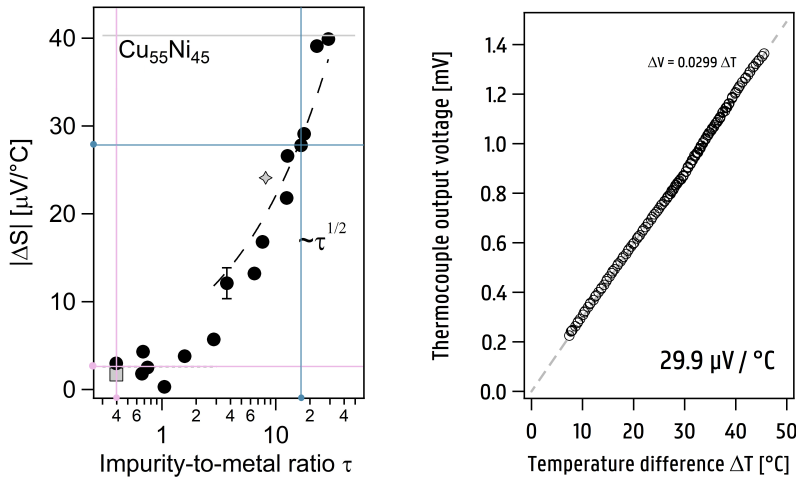 |ΔS| [μV/°C]
40
30
20
10
0
Cu55Ni45
~τ1/2
4 6 2 4 6 2 4
1 10
Impurity-to-metal ratio τ
Thermocouple output voltage [mV]
1.4
1.2
1.0
0.8
0.6
0.4
0.2
0.0
ΔV = 0.0299 ΔT
29.9 μV / °C
0 10 20 30 40 50
Temperature difference ΔT [°C]